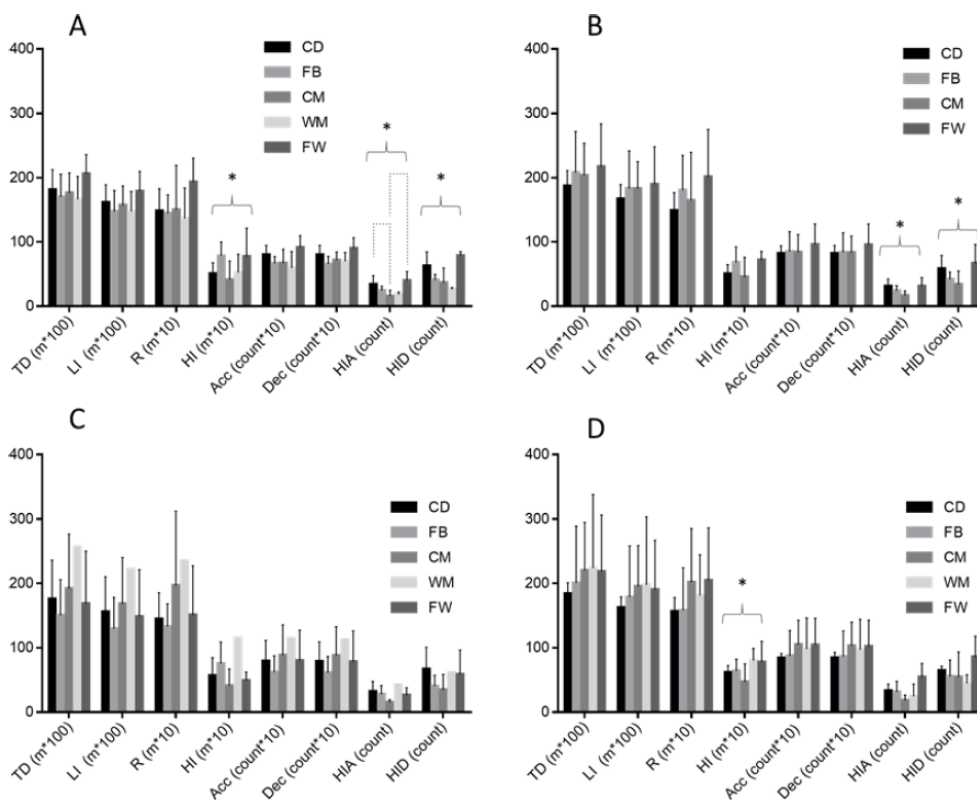 A
400
300
200
100
0
CD
FB
CM
WM
FW
*
*
*
TD (m*100)
LI (m*100)
R (m*10)
HI (m*10)
Acc (count*10)
Dec (count*10)
HIA (count)
HID (count)
B
400
300
200
100
0
CD
FB
CM
FW
*
*
TD (m*100)
LI (m*100)
R (m*10)
HI (m*10)
Acc (count*10)
Dec (count*10)
HIA (count)
HID (count)
C
400
300
200
100
0
CD
FB
CM
WM
FW
TD (m*100)
LI (m*100)
R (m*10)
HI (m*10)
Acc (count*10)
Dec (count*10)
HIA (count)
HID (count)
D
400
300
200
100
0
CD
FB
CM
WM
FW
*
TD (m*100)
LI (m*100)
R (m*10)
HI (m*10)
Acc (count*10)
Dec (count*10)
HIA (count)
HID (count)